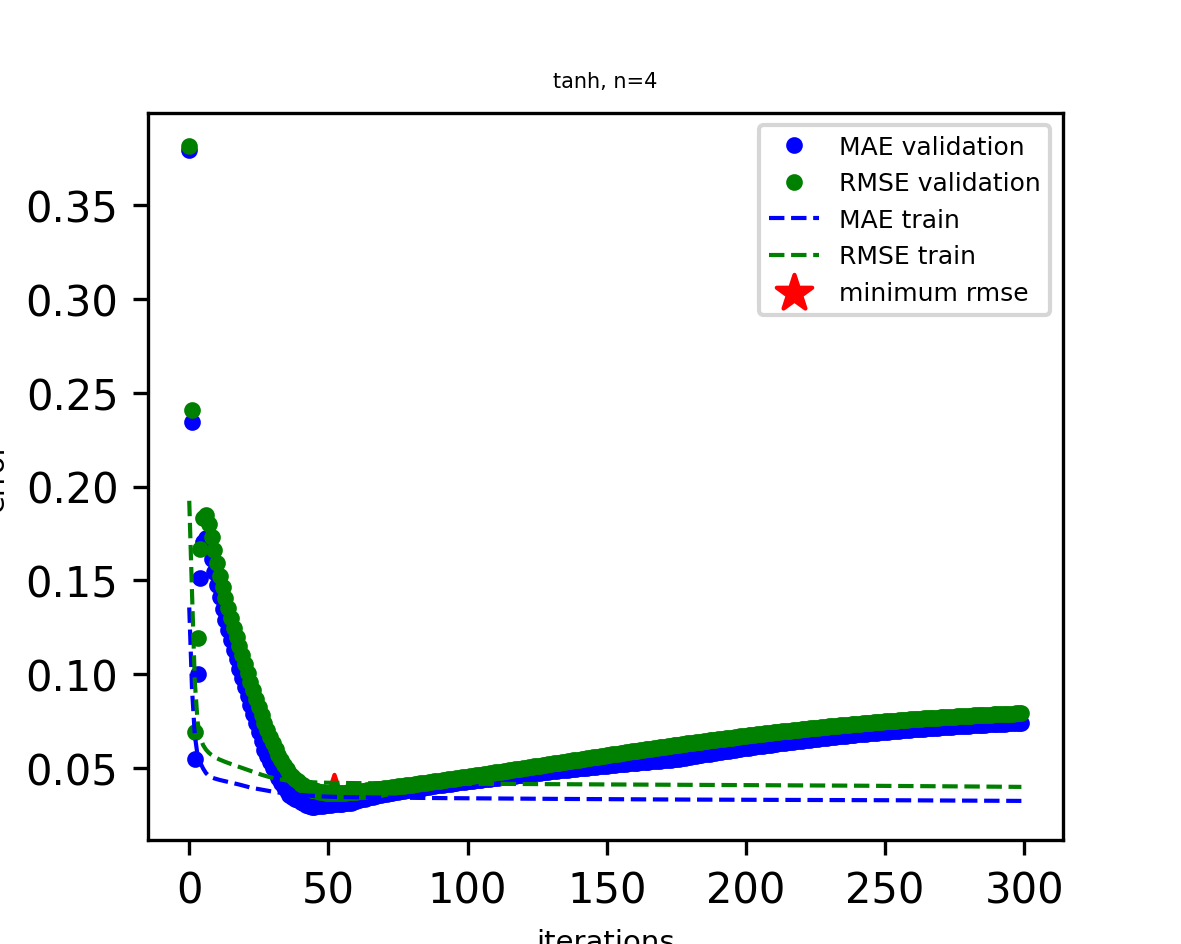 tanh, n=4
MAE validation
RMSE validation
MAE train
RMSE train
minimum rmse
0.35
0.30
0.25
0.20
0.15
0.10
0.05
0 50 100 150 200 250 300
iterations